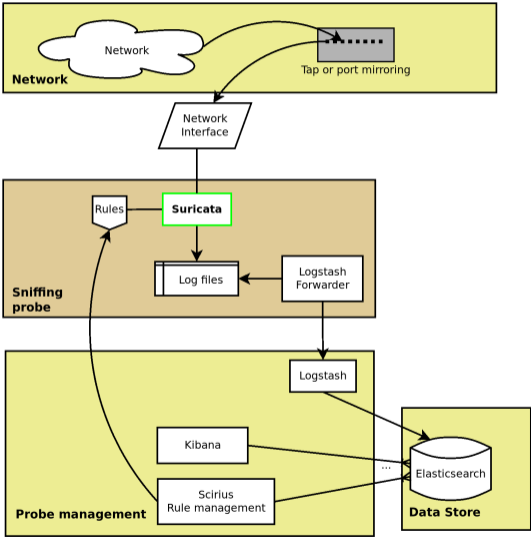 Network
Tap or port mirroring
Network
Network
Interface
Rules
Suricata
Log files
Logstash
Forwarder
Sniffing
probe
Logstash
Kibana
...
Elasticsearch
Scirius
Rule management
Probe management
Data Store